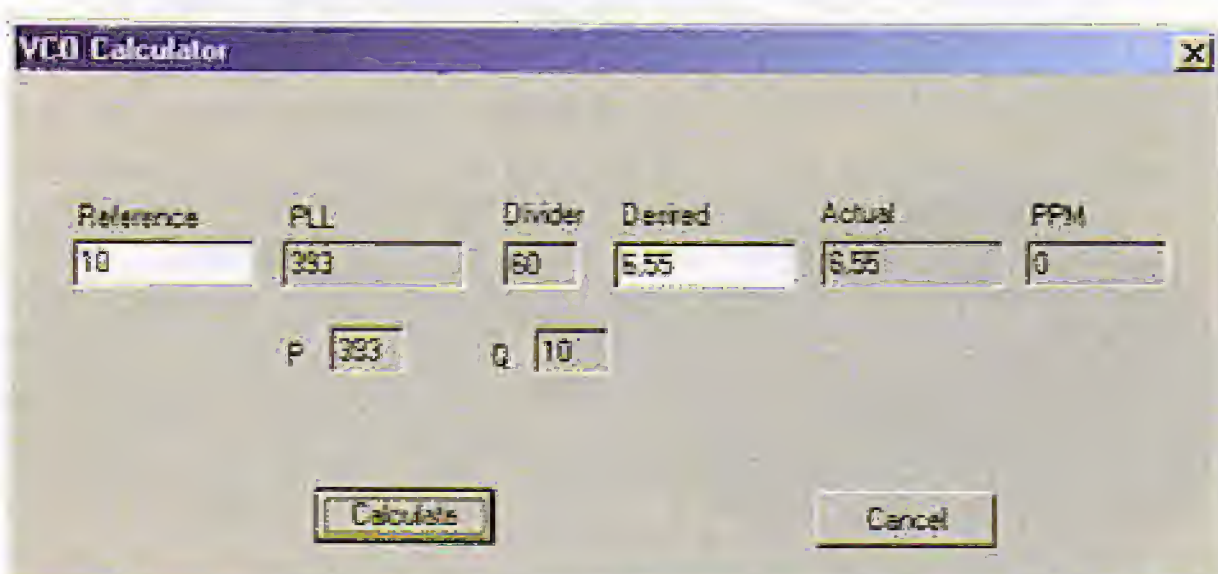 VCO Calculator
Reference PLL Divider Desired Actual PPM
10 393 60 6.55 6.55 0
P 393 Q 10
Calculate Cancel